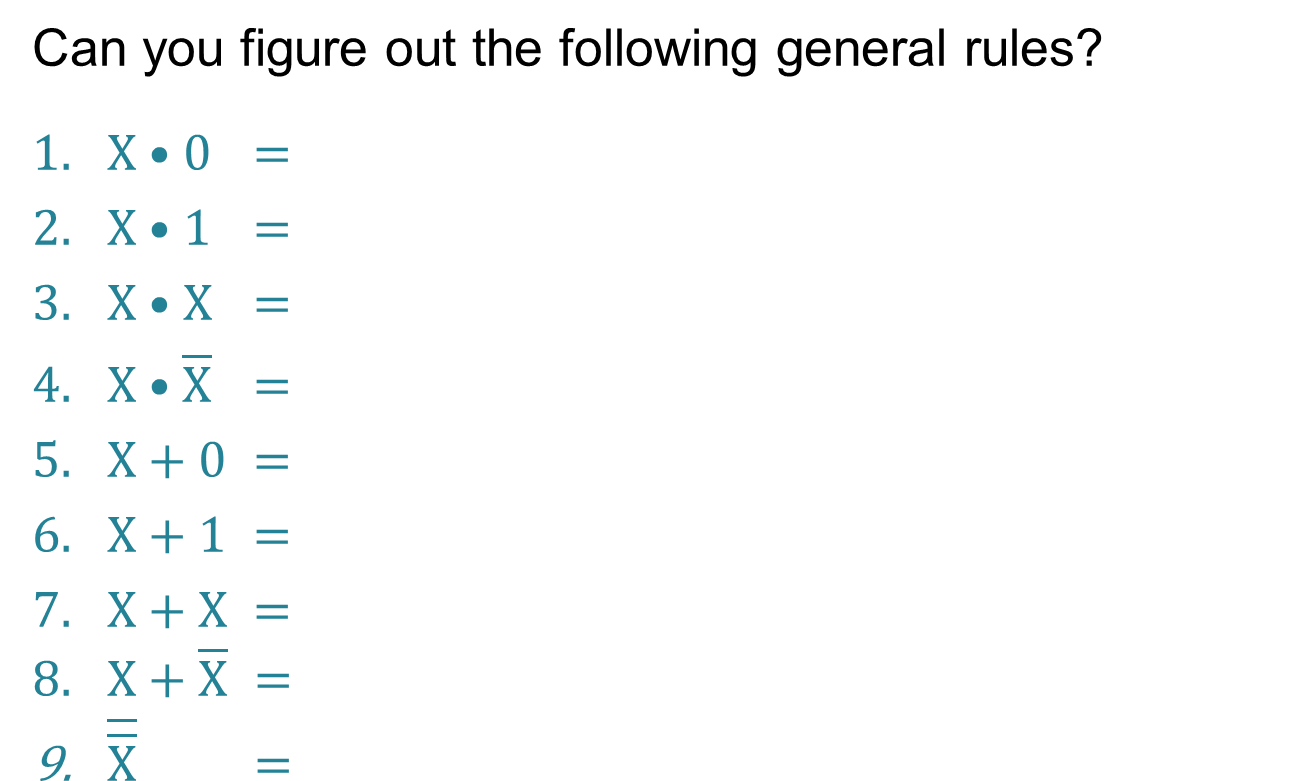 Can you figure out the following general rules?
1. X • 0 =
2. X • 1 =
3. X • X =
4. X • X̅ =
5. X + 0 =
6. X + 1 =
7. X + X =
8. X + X̅ =
9. X̿ =